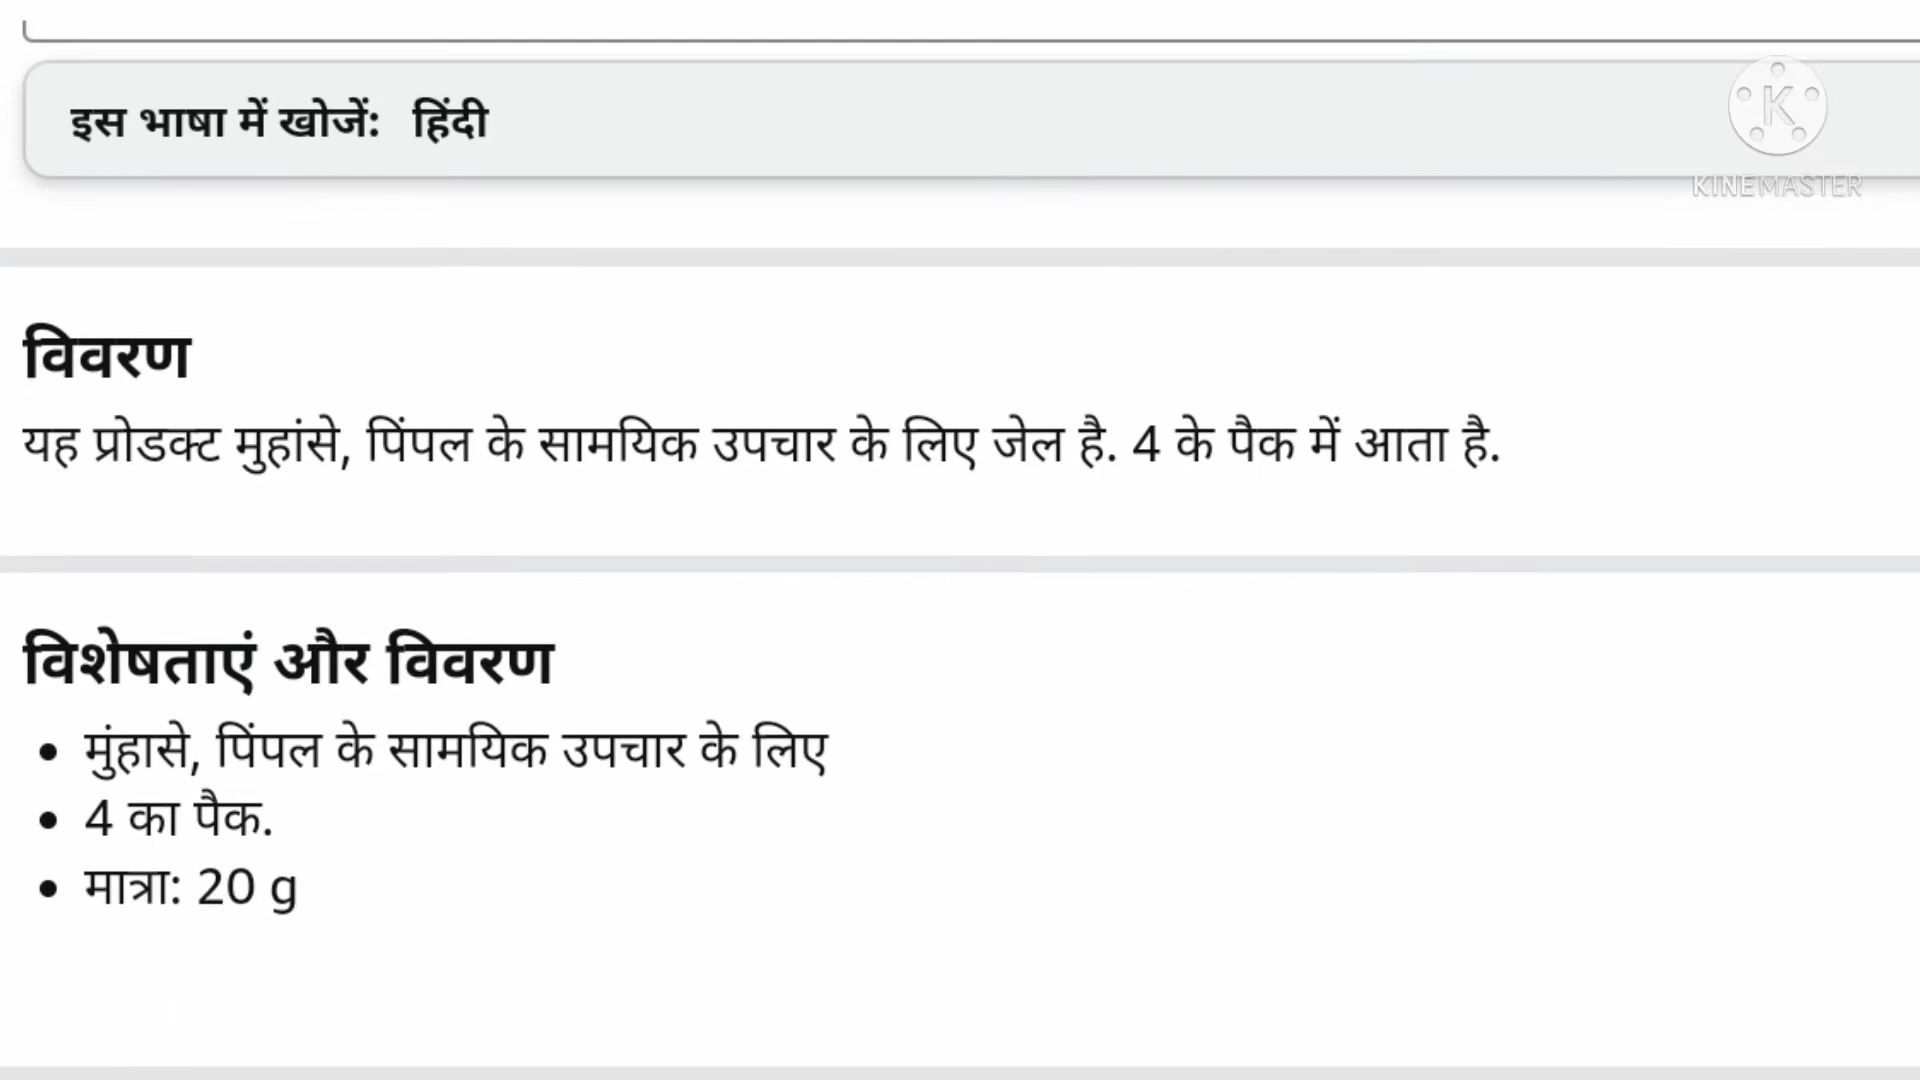 इस भाषा में खोजें: हिंदी
KINEMASTER
विवरण
यह प्रोडक्ट मुहांसे, पिंपल के सामयिक उपचार के लिए जेल है. 4 के पैक में आता है.
विशेषताएं और विवरण
• मुंहासे, पिंपल के सामयिक उपचार के लिए
• 4 का पैक.
• मात्रा: 20 g